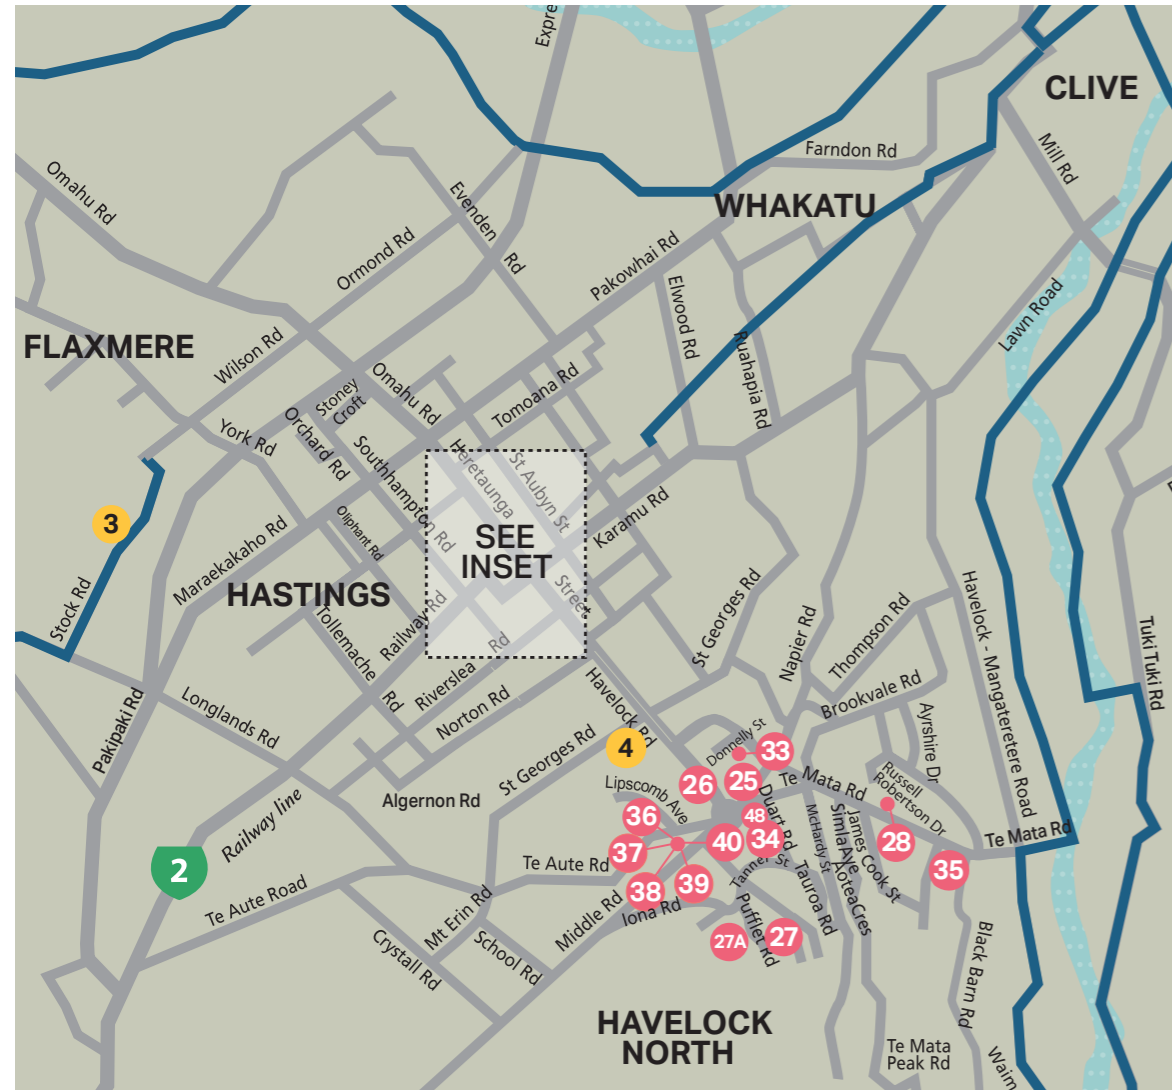 Expre
CLIVE
Farndon Rd
Mill Rd
Omahu Rd
Evenden
Rd
WHAKATU
Ormond Rd
Pakowhai Rd
Elwood Rd
Ruahapia Rd
Lawn Road
FLAXMERE
Wilson Rd
Stoney
Croft
Omahu Rd
Tomoana Rd
Orchard Rd
York Rd
Southhampton Rd
Heretaunga
St Aubyn St
3
Oliphant Rd
SEE
INSET
Karamu Rd
Maraekakaho Rd
HASTINGS
Street
Stock Rd
Tollemache
Rd
Railway Rd
Riverslea
Rd
St Georges Rd
Napier Rd
Thompson Rd
Havelock - Mangateretere Road
Tuki Tuki Rd
Pakipaki Rd
Longlands Rd
Norton Rd
Havelock Rd
Brookvale Rd
Ayrshire Dr
St Georges Rd
4
Donnelly St
33
Railway line
Algernon Rd
Lipscomb Ave
26
25
Te Mata Rd
Russell
Robertson Dr
36
48
Duart Rd
McHardy st
Simla Ave
James Cook St
28
Te Mata Rd
2
37
40
34
35
Te Aute Rd
Tanner St
38
39
Te Aute Road
Mt Erin Rd
Middle Rd
Iona Rd
Pufflet Rd
Tauroa Rd
AoteaCres
Crystall Rd
School Rd
27A
27
Black Barn Rd
HAVELOCK
NORTH
Te Mata
Peak Rd
Waim